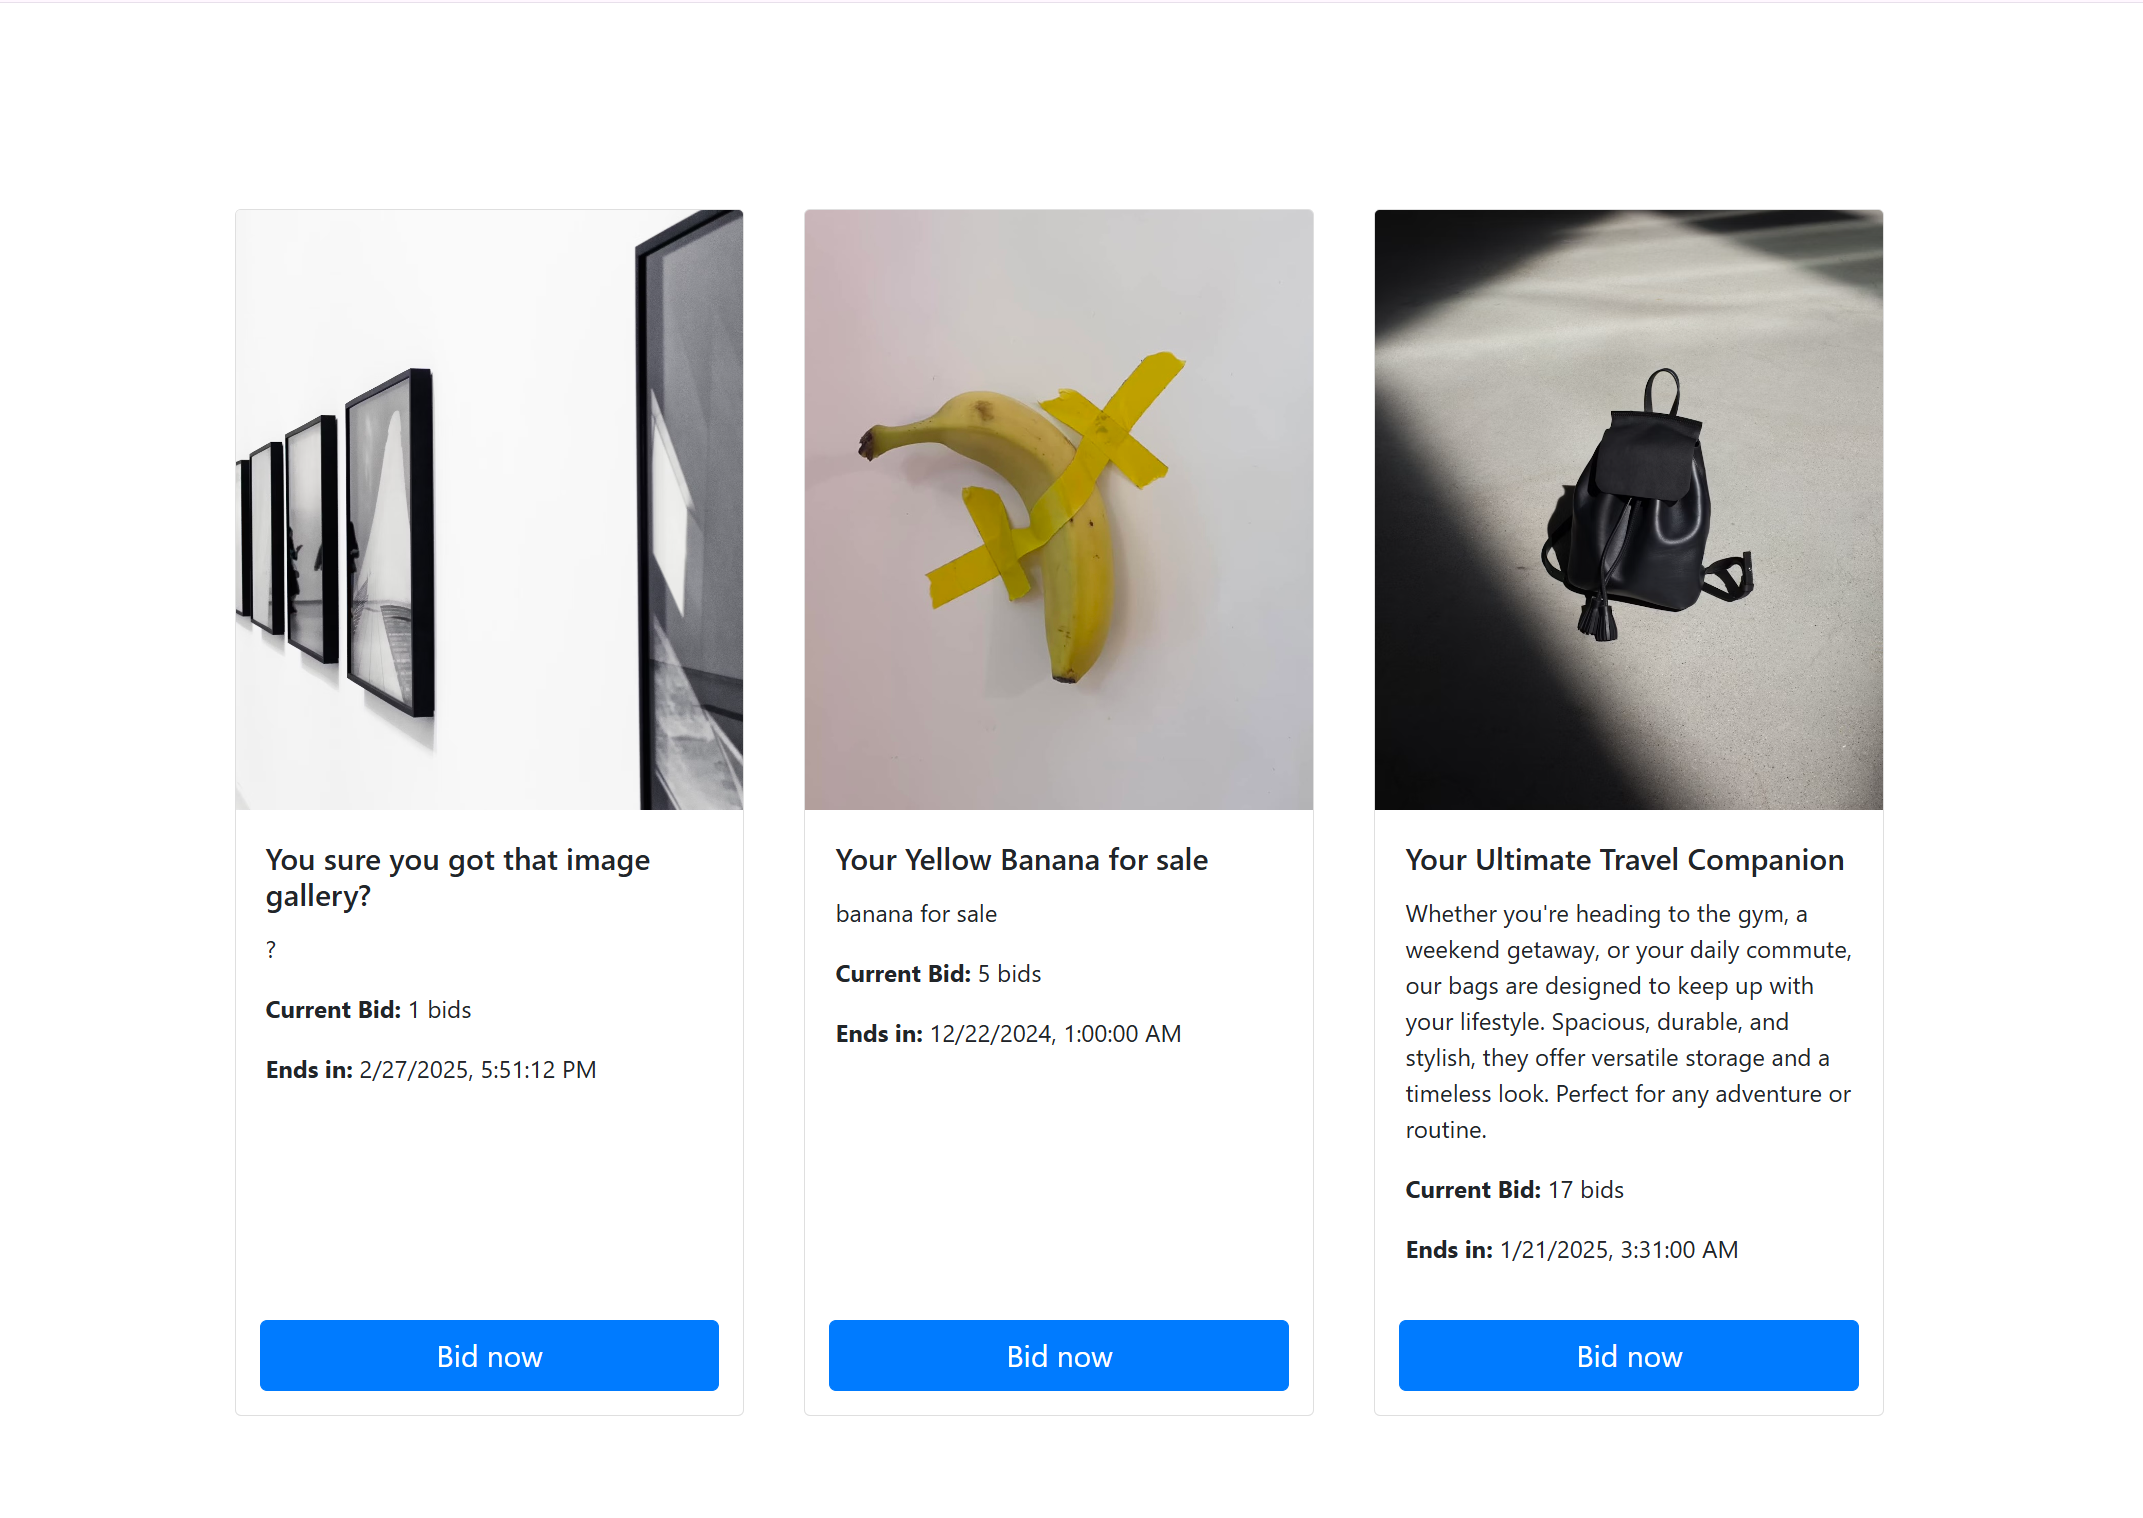 You sure you got that image
gallery?
?
Current Bid: 1 bids
Ends in: 2/27/2025, 5:51:12 PM
Bid now
Your Yellow Banana for sale
banana for sale
Current Bid: 5 bids
Ends in: 12/22/2024, 1:00:00 AM
Bid now
Your Ultimate Travel Companion
Whether you're heading to the gym, a
weekend getaway, or your daily commute,
our bags are designed to keep up with
your lifestyle. Spacious, durable, and
stylish, they offer versatile storage and a
timeless look. Perfect for any adventure or
routine.
Current Bid: 17 bids
Ends in: 1/21/2025, 3:31:00 AM
Bid now